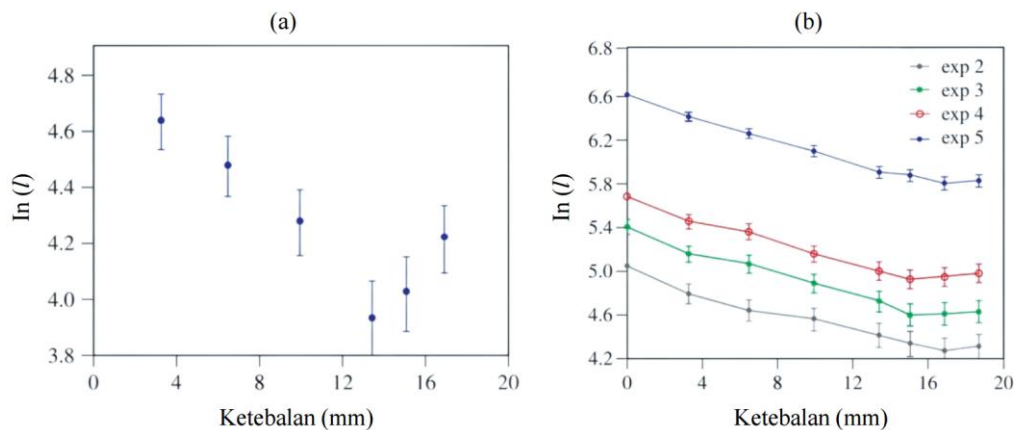 (a)
ln (l)
4.8
4.6
4.4
4.2
4.0
3.8
0 4 8 12 16 20
Ketebalan (mm)
(b)
ln (l)
6.8
6.6
6.2
5.8
5.4
5.0
4.6
4.2
exp 2
exp 3
exp 4
exp 5
0 4 8 12 16 20
Ketebalan (mm)